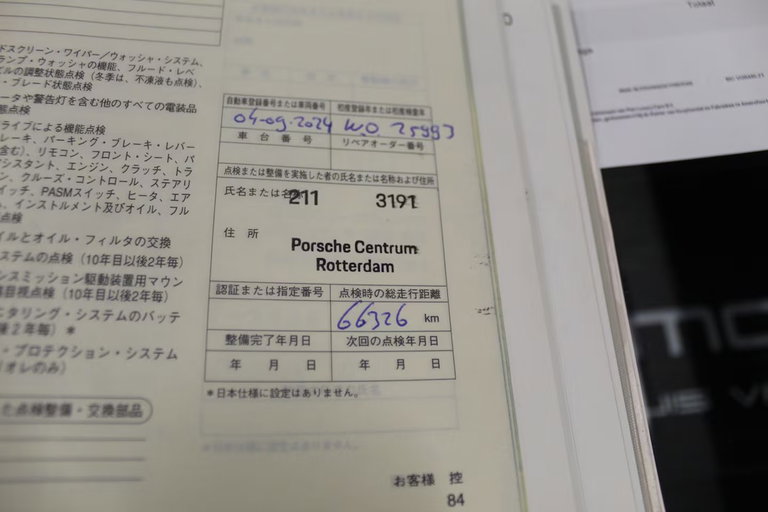 ドスクリーン・ワイパー／ウォッシャ・システム、
ランプ・ウォッシャの機能、フルード・レベ
ルの調整状態点検（冬季は、不凍液も点検）、
・ブレード状態点検
ータや警告灯を含む他のすべての電装品
態点検
ライブによる機能点検
レーキ、パーキング・ブレーキ・レバー
含む）、リモコン、フロント・シート、パ
シスタント、エンジン、クラッチ、トラ
ン、クルーズ・コントロール、ステアリ
イッチ、PASMスイッチ、ヒータ、エア
、インストルメント及びオイル、フル
点検
イルとオイル・フィルタの交換
ステムの点検（10年目以後2年毎）
ンスミッション駆動装置用マウン
目視点検（10年目以後2年毎）
ニタリング・システムのバッテ
後2年毎）＊
・プロテクション・システム
オレのみ）
た点検整備・交換部品
自動車登録番号または車両番号 初度登録年または初度検査年
04-09-2024 W.O 25993
車台番号 リペアオーダー番号
点検または整備を実施した者の氏名または名称および住所
氏名または名称
211 3191
住所
Porsche Centrum
Rotterdam
認証または指定番号 点検時の総走行距離
66326 km
整備完了年月日 次回の点検年月日
年 月 日 年 月 日
＊日本仕様に設定はありません。
お客様 控
84